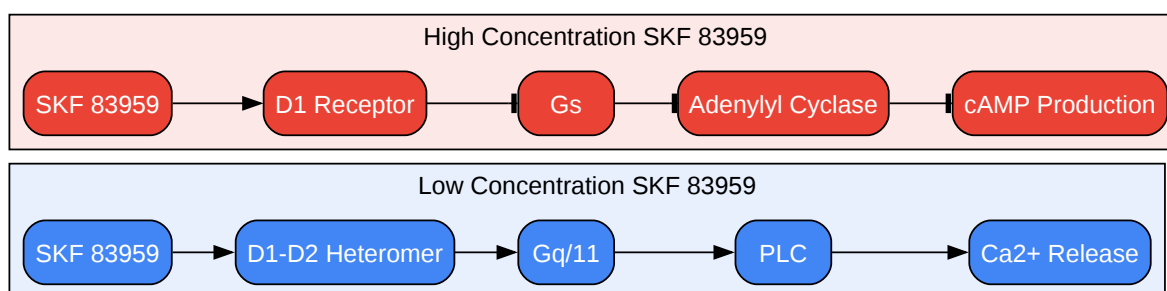 High Concentration SKF 83959
SKF 83959 D1 Receptor Gs Adenylyl Cyclase cAMP Production
Low Concentration SKF 83959
SKF 83959 D1-D2 Heteromer Gq/11 PLC Ca2+ Release